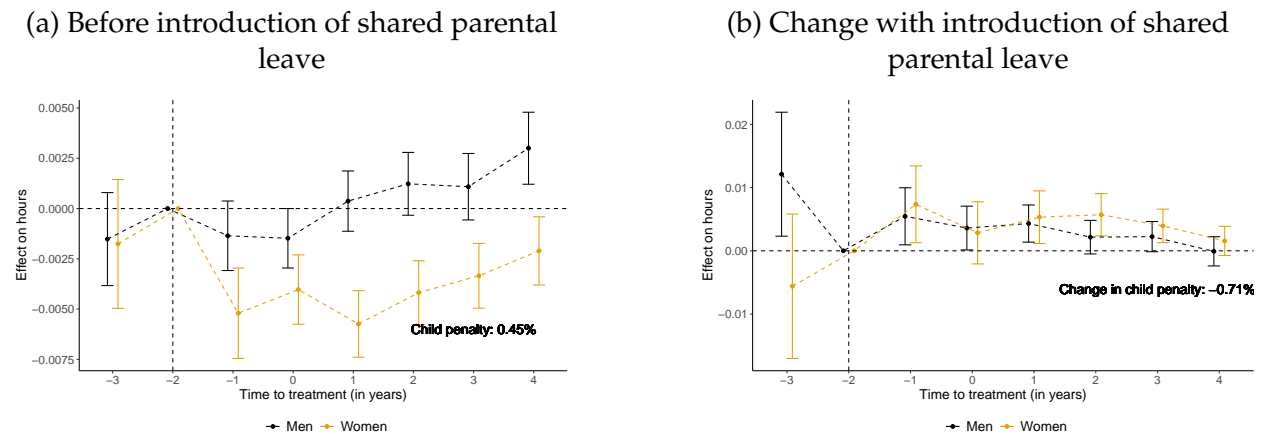 (a) Before introduction of shared parental
leave
0.0050
0.0025
0.0000
−0.0025
−0.0050
−0.0075
Effect on hours
Child penalty: 0.45%
−3 −2 −1 0 1 2 3 4
Time to treatment (in years)
Men Women
(b) Change with introduction of shared
parental leave
0.02
0.01
0.00
−0.01
Effect on hours
Change in child penalty: −0.71%
−3 −2 −1 0 1 2 3 4
Time to treatment (in years)
Men Women